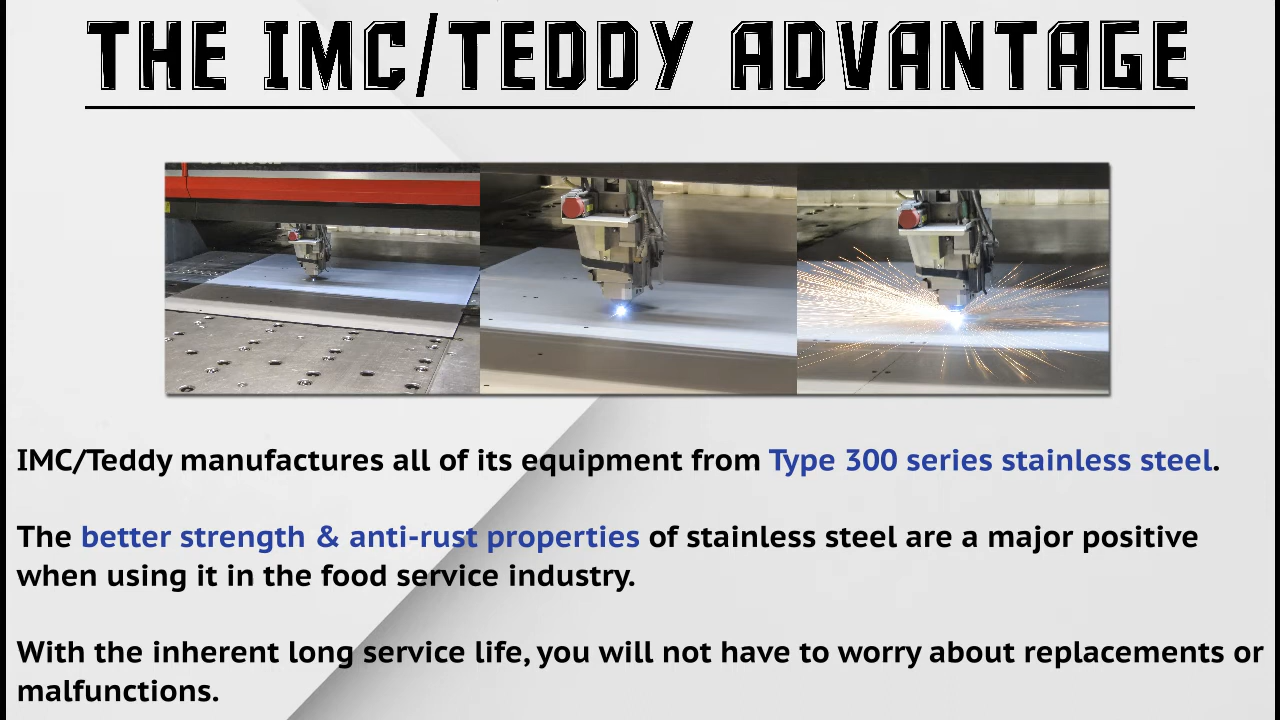 THE IMC/TEDDY ADVANTAGE
IMC/Teddy manufactures all of its equipment from Type 300 series stainless steel.
The better strength & anti-rust properties of stainless steel are a major positive
when using it in the food service industry.
With the inherent long service life, you will not have to worry about replacements or
malfunctions.